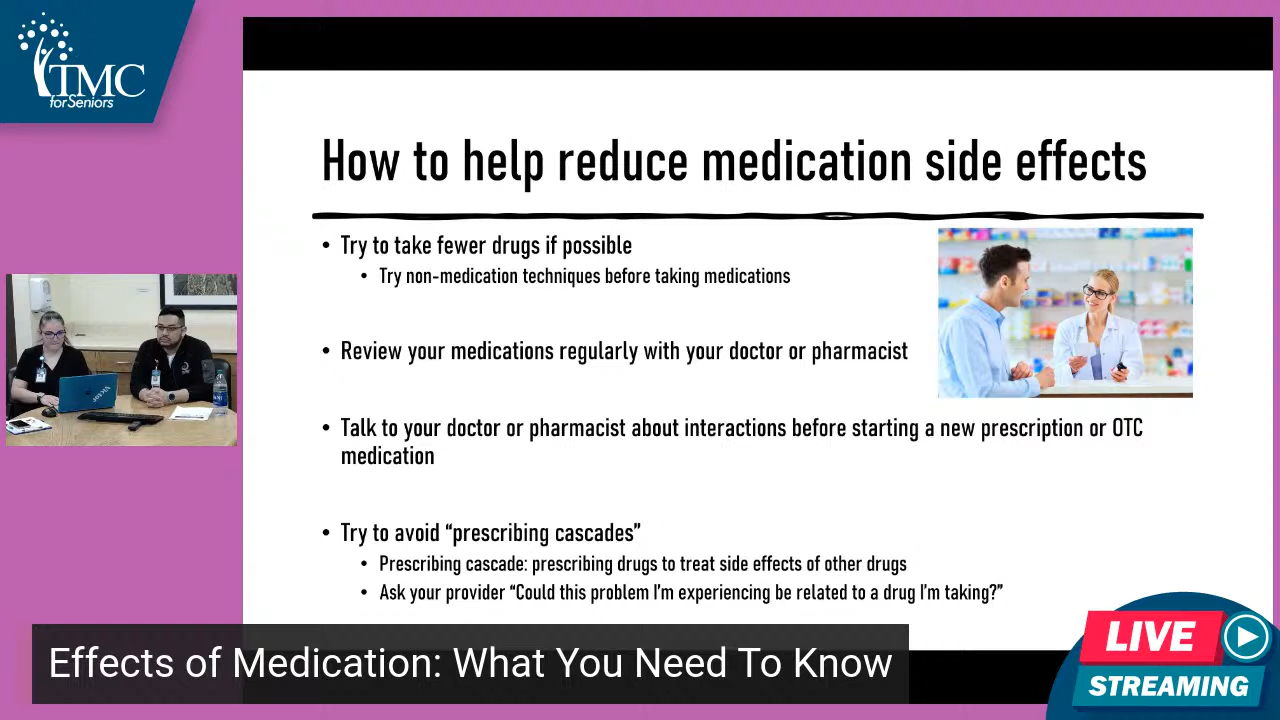 TMC
for Seniors
How to help reduce medication side effects
• Try to take fewer drugs if possible
• Try non-medication techniques before taking medications
• Review your medications regularly with your doctor or pharmacist
• Talk to your doctor or pharmacist about interactions before starting a new prescription or OTC
medication
• Try to avoid “prescribing cascades”
• Prescribing cascade: prescribing drugs to treat side effects of other drugs
• Ask your provider “Could this problem I’m experiencing be related to a drug I’m taking?”
Effects of Medication: What You Need To Know
LIVE
STREAMING